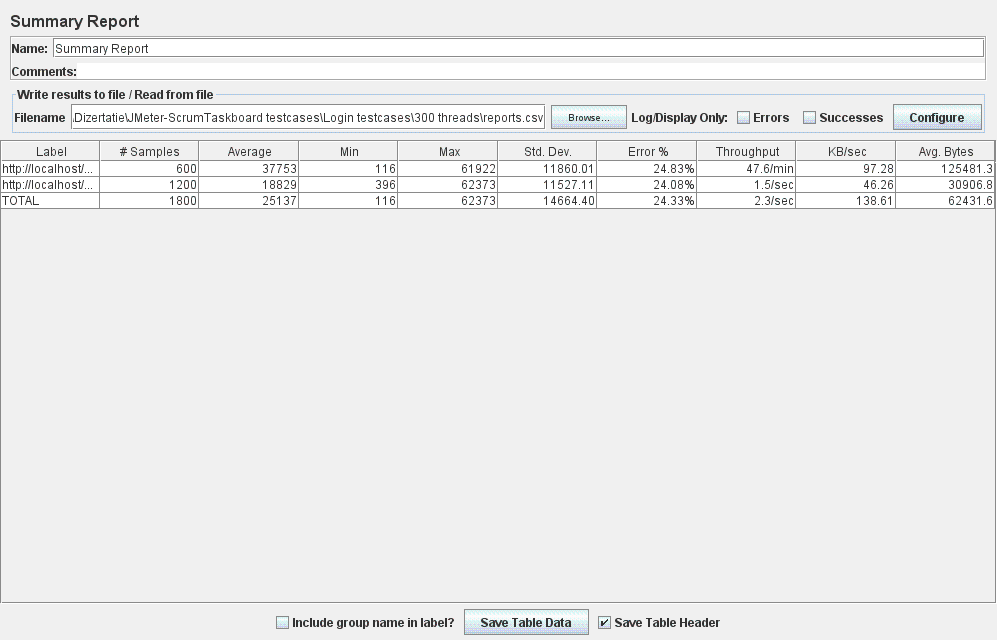 Summary Report
Name: Summary Report
Comments:
Write results to file / Read from file
Filename \Dizertatie\JMeter-ScrumTaskboard testcases\Login testcases\300 threads\reports.csv Browse... Log/Display Only: Errors Successes Configure
Label # Samples Average Min Max Std. Dev. Error % Throughput KB/sec Avg. Bytes
http://localhost/... 600 37753 116 61922 11860.01 24.83% 47.6/min 97.28 125481.3
http://localhost/... 1200 18829 396 62373 11527.11 24.08% 1.5/sec 46.26 30906.8
TOTAL 1800 25137 116 62373 14664.40 24.33% 2.3/sec 138.61 62431.6
Include group name in label? Save Table Data Save Table Header